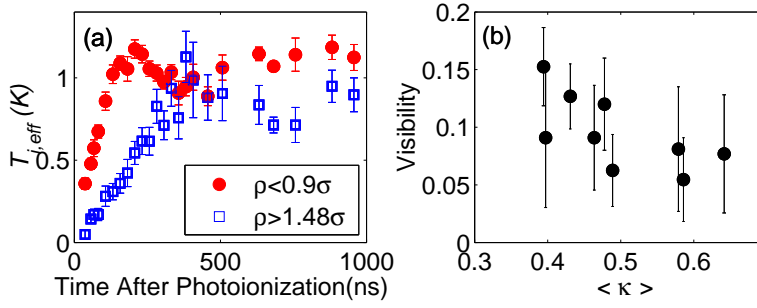 (a)
T_{i,eff} (K)
1
0.5
0
0
500
1000
Time After Photoionization(ns)
ρ<0.9σ
ρ>1.48σ
(b)
Visibility
0.2
0.15
0.1
0.05
0
0.3
0.4
0.5
0.6
< κ >